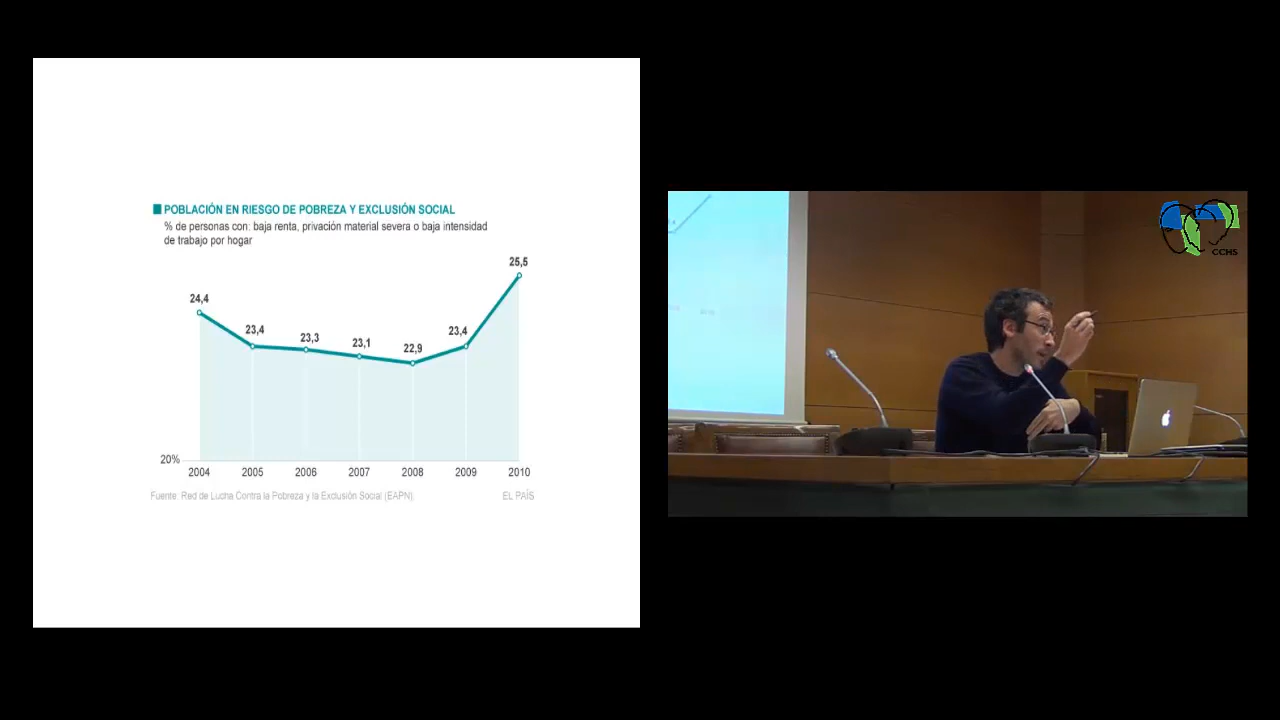 POBLACIÓN EN RIESGO DE POBREZA Y EXCLUSIÓN SOCIAL
% de personas con: baja renta, privación material severa o baja intensidad
de trabajo por hogar
25,5
24,4
23,4
23,3
23,1
22,9
23,4
20%
2004 2005 2006 2007 2008 2009 2010
Fuente: Red de Lucha Contra la Pobreza y la Exclusión Social (EAPN). EL PAÍS
CCHS